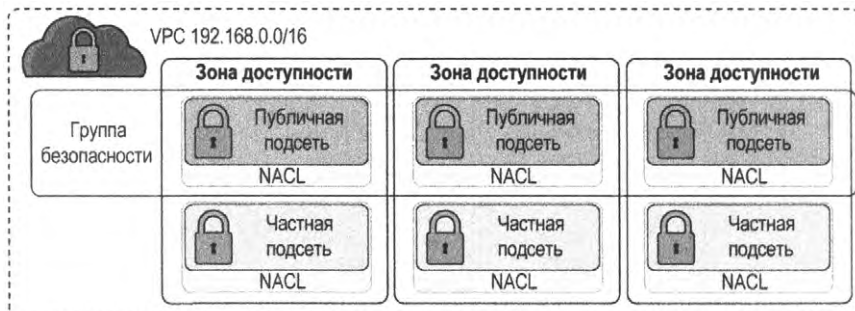 VPC 192.168.0.0/16
Зона доступности
Зона доступности
Зона доступности
Группа
безопасности
Публичная
подсеть
NACL
Публичная
подсеть
NACL
Публичная
подсеть
NACL
Частная
подсеть
NACL
Частная
подсеть
NACL
Частная
подсеть
NACL